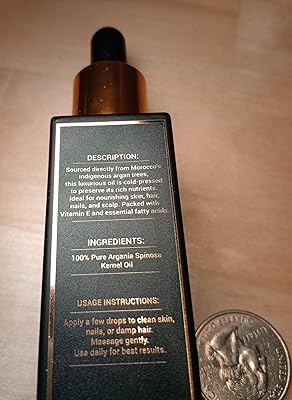 DESCRIPTION:
Sourced directly from Morocco's
indigenous argan trees,
this luxurious oil is cold-pressed
to preserve its rich nutrients.
Ideal for nourishing skin, hair,
nails, and scalp. Packed with
Vitamin E and essential fatty acids
INGREDIENTS:
100% Pure Argania Spinosa
Kernel Oil
USAGE INSTRUCTIONS:
Apply a few drops to clean skin,
nails, or damp hair.
Massage gently.
Use daily for best results.